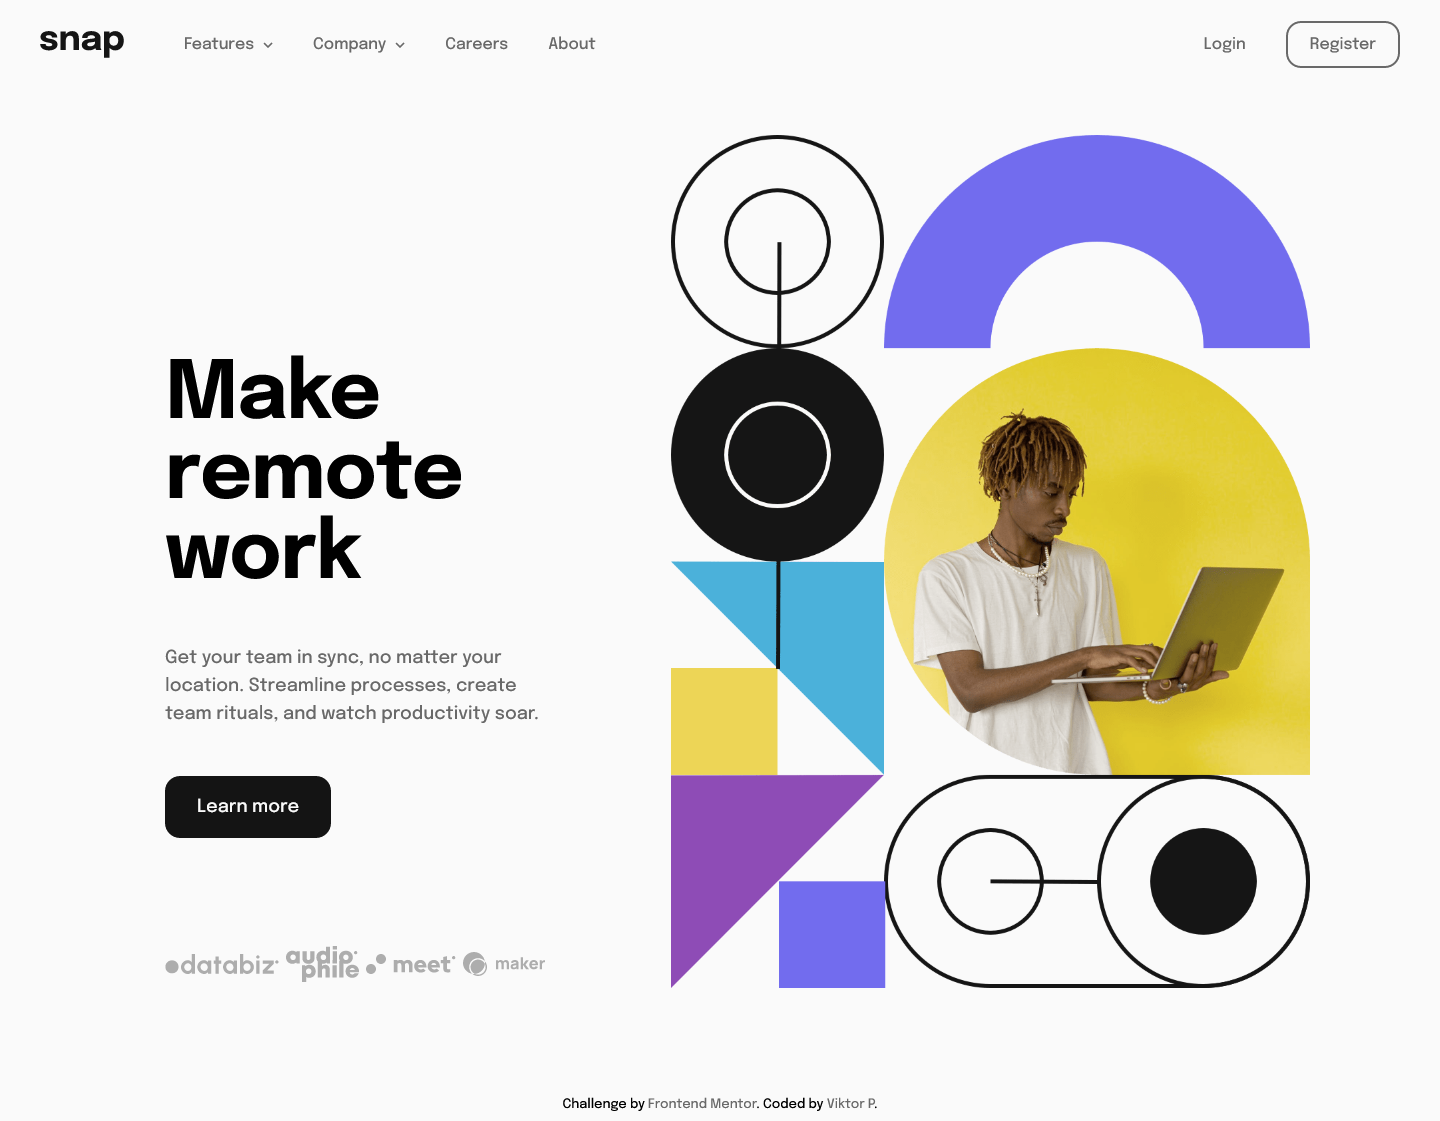 snap
Features
Company
Careers
About
Login
Register
Make
remote
work
Get your team in sync, no matter your
location. Streamline processes, create
team rituals, and watch productivity soar.
Learn more
databiz
audio
phile
meet
maker
Challenge by Frontend Mentor. Coded by Viktor P.